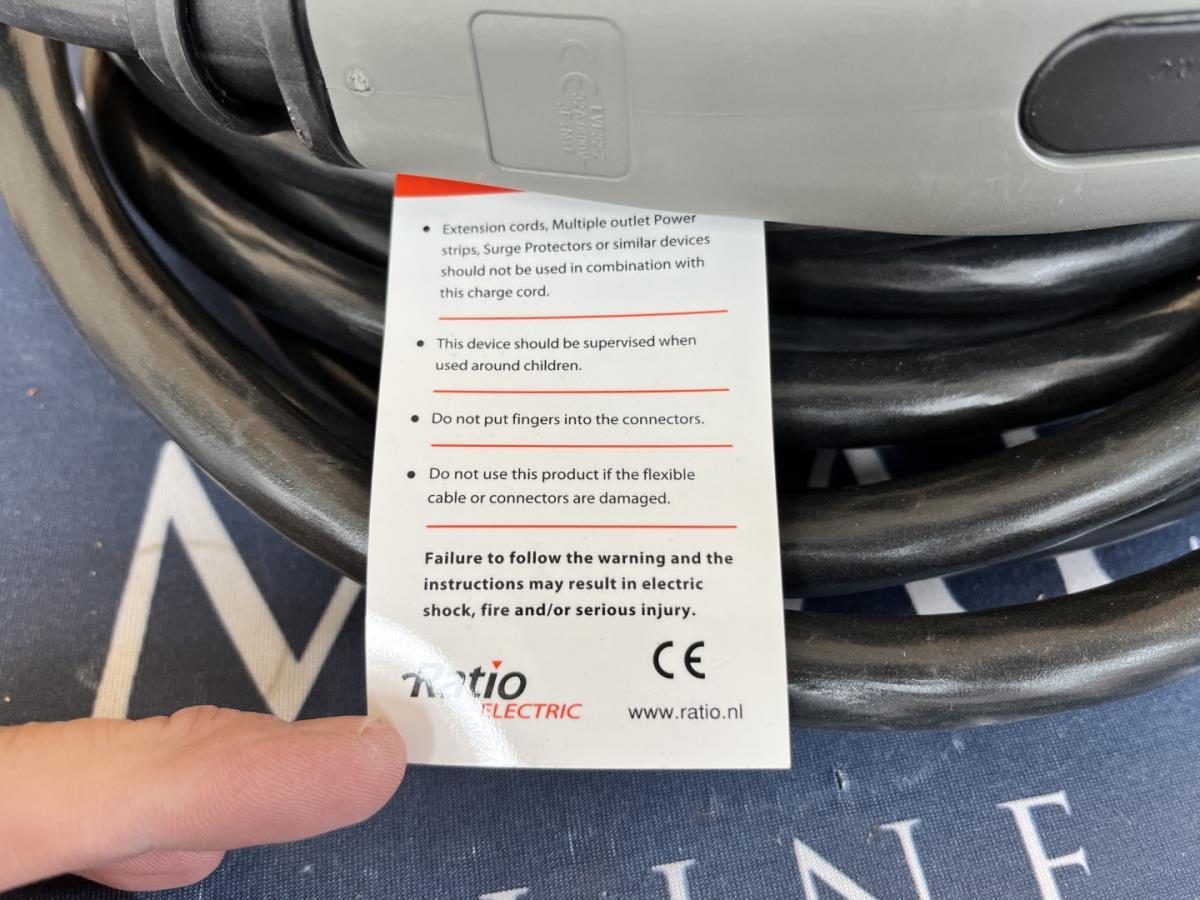 CE
• Extension cords, Multiple outlet Power
strips, Surge Protectors or similar devices
should not be used in combination with
this charge cord.
• This device should be supervised when
used around children.
• Do not put fingers into the connectors.
• Do not use this product if the flexible
cable or connectors are damaged.
Failure to follow the warning and the
instructions may result in electric
shock, fire and/or serious injury.
CE
Ratio
ELECTRIC
www.ratio.nl